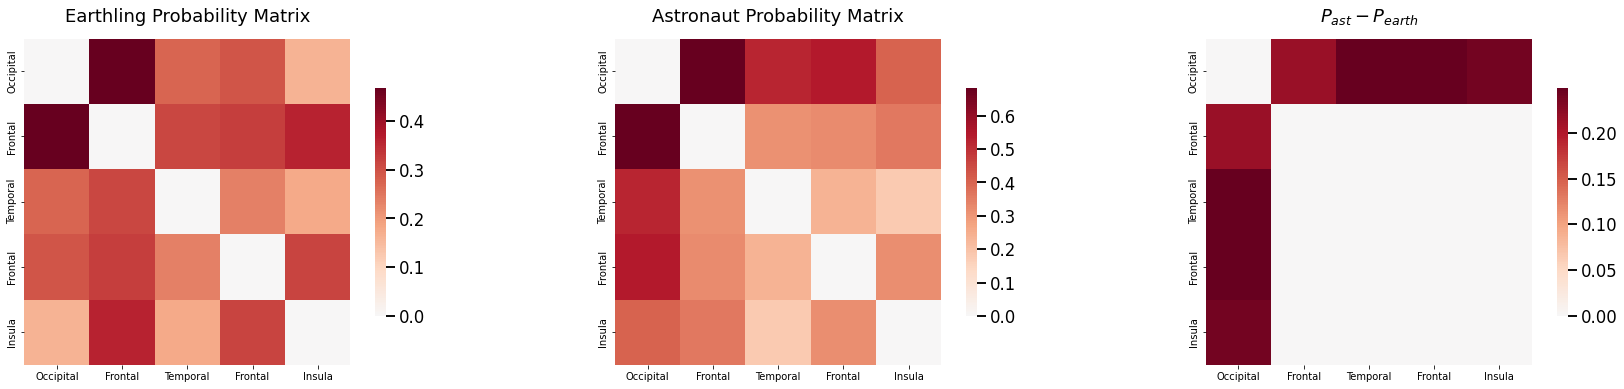 Earthling Probability Matrix
Occipital
Frontal
Temporal
Frontal
Insula
Occipital Frontal Temporal Frontal Insula
0.4
0.3
0.2
0.1
0.0
Astronaut Probability Matrix
Occipital
Frontal
Temporal
Frontal
Insula
Occipital Frontal Temporal Frontal Insula
0.6
0.5
0.4
0.3
0.2
0.1
0.0
P_ast − P_earth
Occipital
Frontal
Temporal
Frontal
Insula
Occipital Frontal Temporal Frontal Insula
0.20
0.15
0.10
0.05
0.00